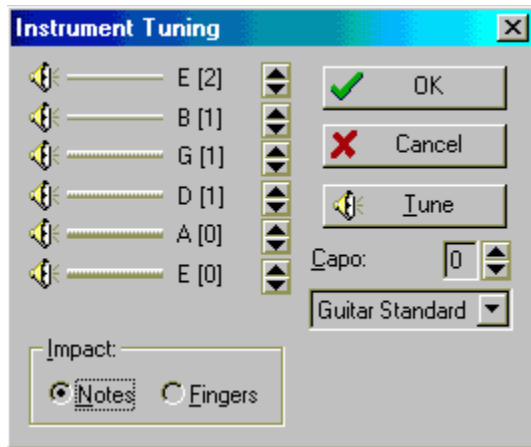 Instrument Tuning
E [2]
B [1]
G [1]
D [1]
A [0]
E [0]
OK
Cancel
Tune
Capo: 0
Guitar Standard
Impact:
Notes Fingers